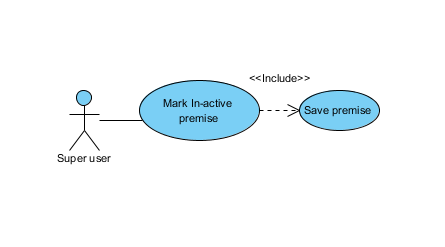 <<Include>>
Mark In-active
premise
Save premise
Super user